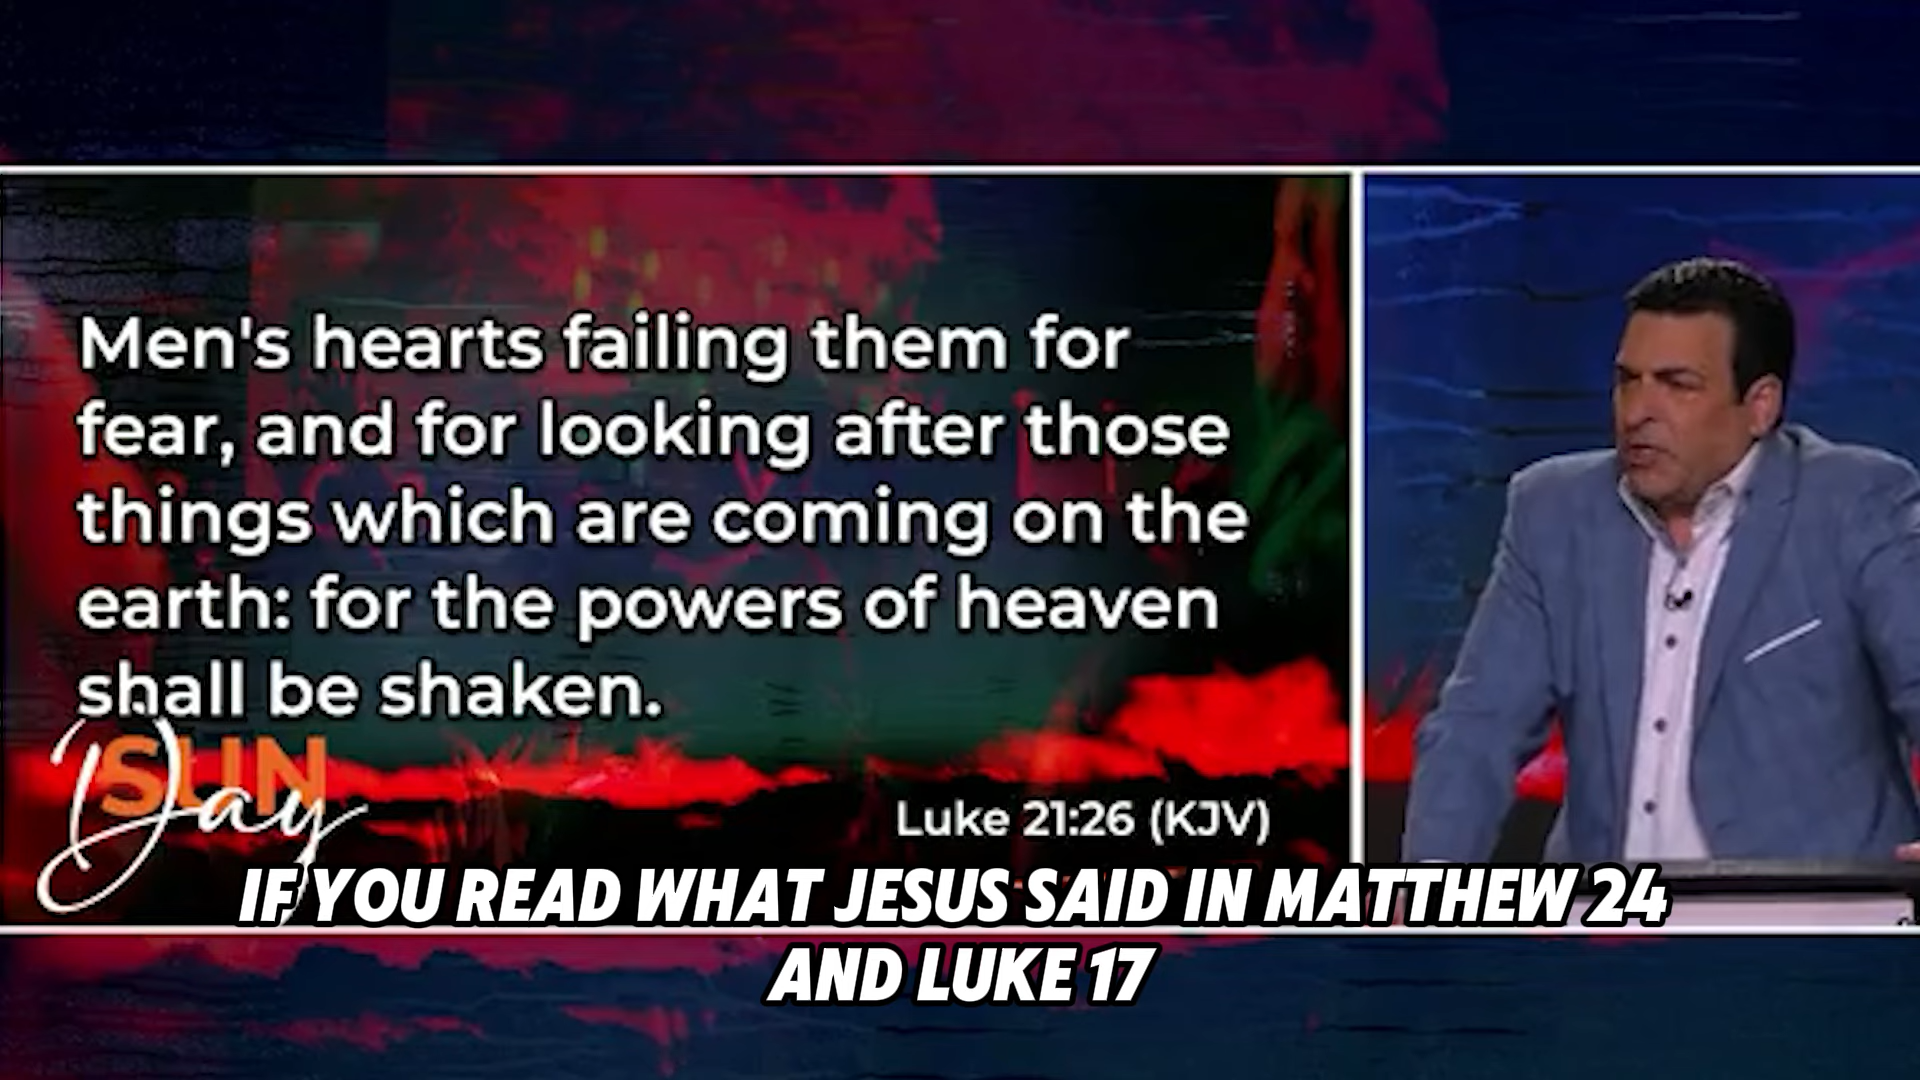 Men's hearts failing them for
fear, and for looking after those
things which are coming on the
earth: for the powers of heaven
shall be shaken.
SUN
Day
Luke 21:26 (KJV)
IF YOU READ WHAT JESUS SAID IN MATTHEW 24
AND LUKE 17